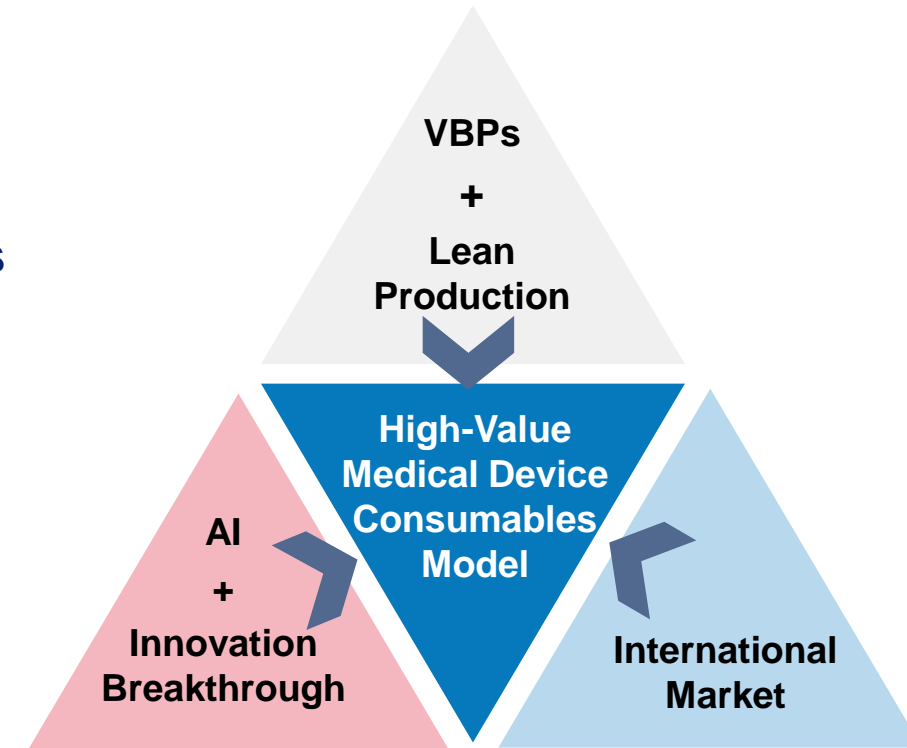 VBPs
+
Lean
Production
s
High-Value
Medical Device
Consumables
Model
AI
+
Innovation
Breakthrough
International
Market